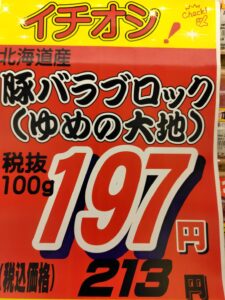 イチオシ!
Check
北海道産
豚バラブロック
(ゆめの大地)
税抜
100g
197円
(税込価格) 213円